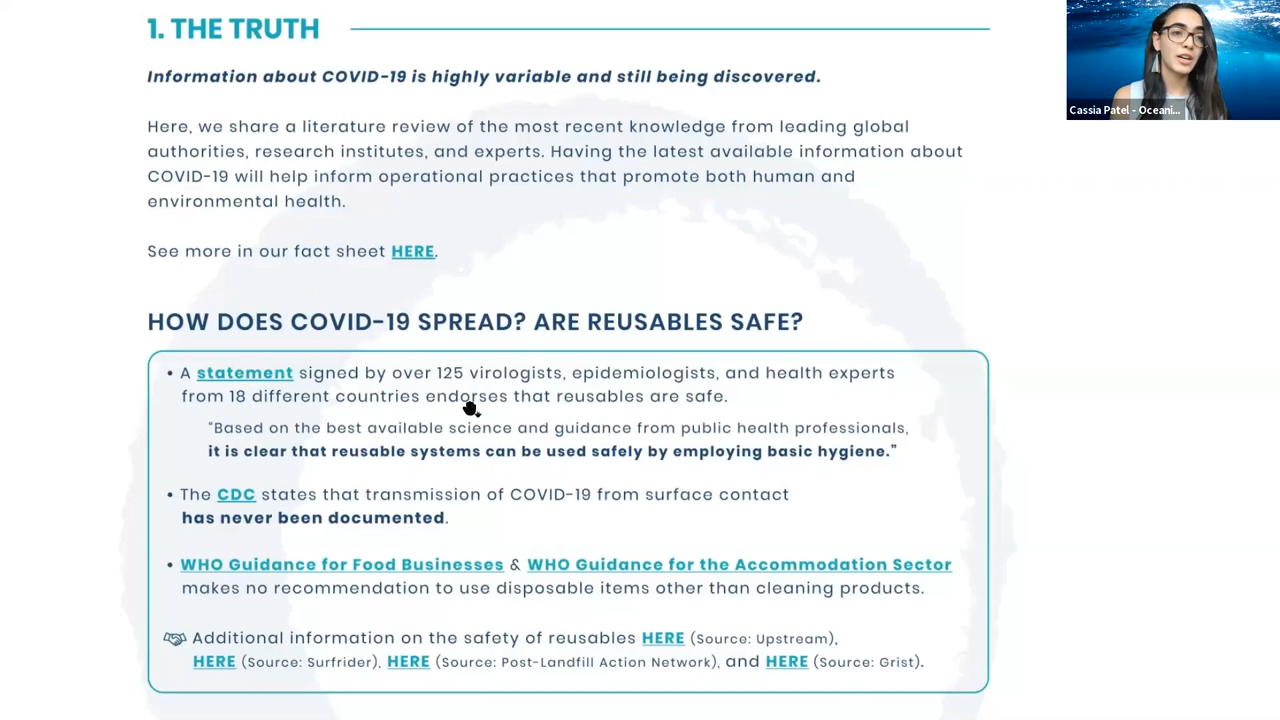 1. THE TRUTH
Information about COVID-19 is highly variable and still being discovered.
Here, we share a literature review of the most recent knowledge from leading global
authorities, research institutes, and experts. Having the latest available information about
COVID-19 will help inform operational practices that promote both human and
environmental health.
See more in our fact sheet HERE.
HOW DOES COVID-19 SPREAD? ARE REUSABLES SAFE?
• A statement signed by over 125 virologists, epidemiologists, and health experts
from 18 different countries endorses that reusables are safe.
"Based on the best available science and guidance from public health professionals,
it is clear that reusable systems can be used safely by employing basic hygiene."
• The CDC states that transmission of COVID-19 from surface contact
has never been documented.
• WHO Guidance for Food Businesses & WHO Guidance for the Accommodation Sector
makes no recommendation to use disposable items other than cleaning products.
Additional information on the safety of reusables HERE (Source: Upstream),
HERE (Source: Surfrider), HERE (Source: Post-Landfill Action Network), and HERE (Source: Grist).
Cassia Patel - Oceani...